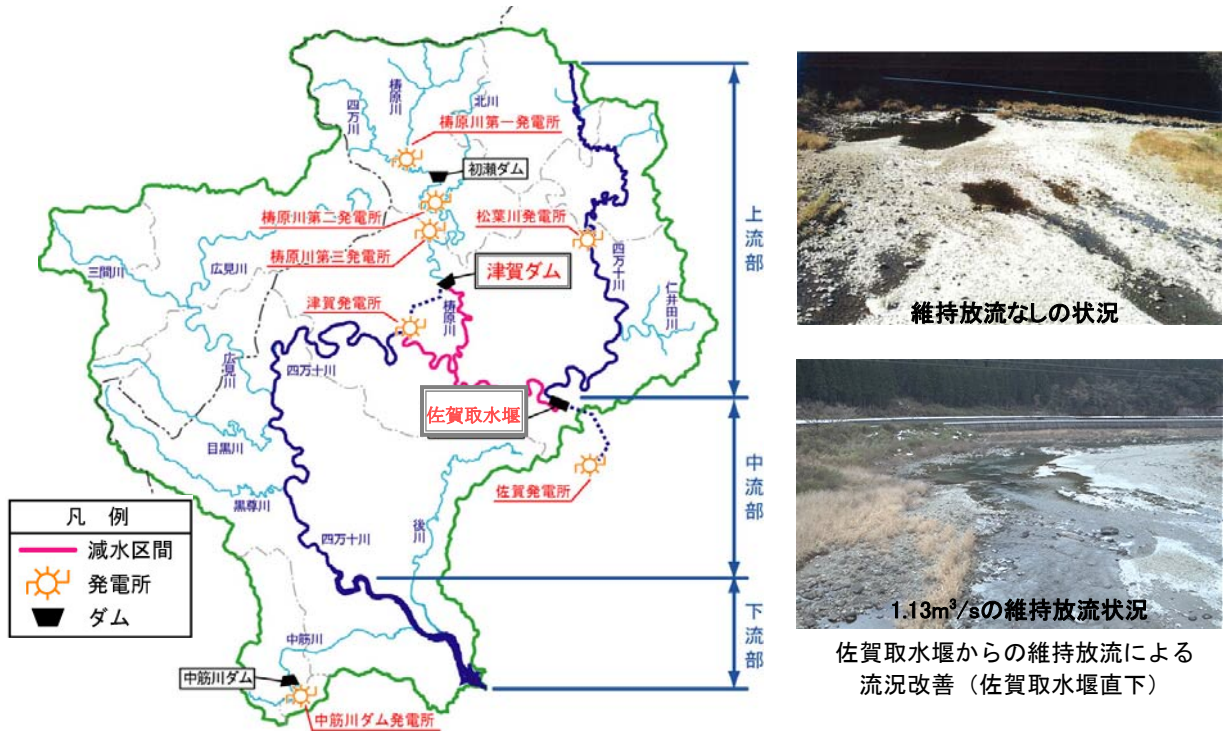 四万川
梼原川
北川
梼原川第一発電所
初瀬ダム
梼原川第二発電所
松葉川発電所
梼原川第三発電所
三間川
広見川
津賀ダム
四万十川
仁井田川
津賀発電所
梼原川
広見川
四万十川
佐賀取水堰
目黒川
黒尊川
佐賀発電所
後川
四万十川
中筋川
中筋川ダム
中筋川ダム発電所
上流部
中流部
下流部
凡 例
減水区間
発電所
ダム
維持放流なしの状況
1.13m³/sの維持放流状況
佐賀取水堰からの維持放流による
流況改善（佐賀取水堰直下）